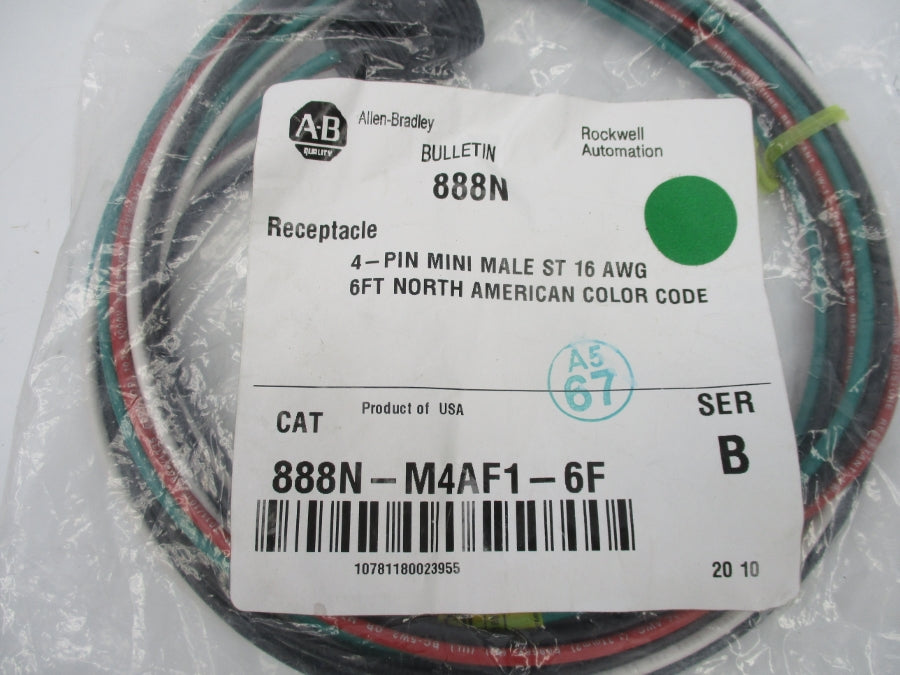 A-B
QUALITY
Allen-Bradley
Rockwell
Automation
BULLETIN
888N
Receptacle
4-PIN MINI MALE ST 16 AWG
6FT NORTH AMERICAN COLOR CODE
A5
67
Product of USA
CAT
SER
888N-M4AF1-6F
B
10781180023955
20 10